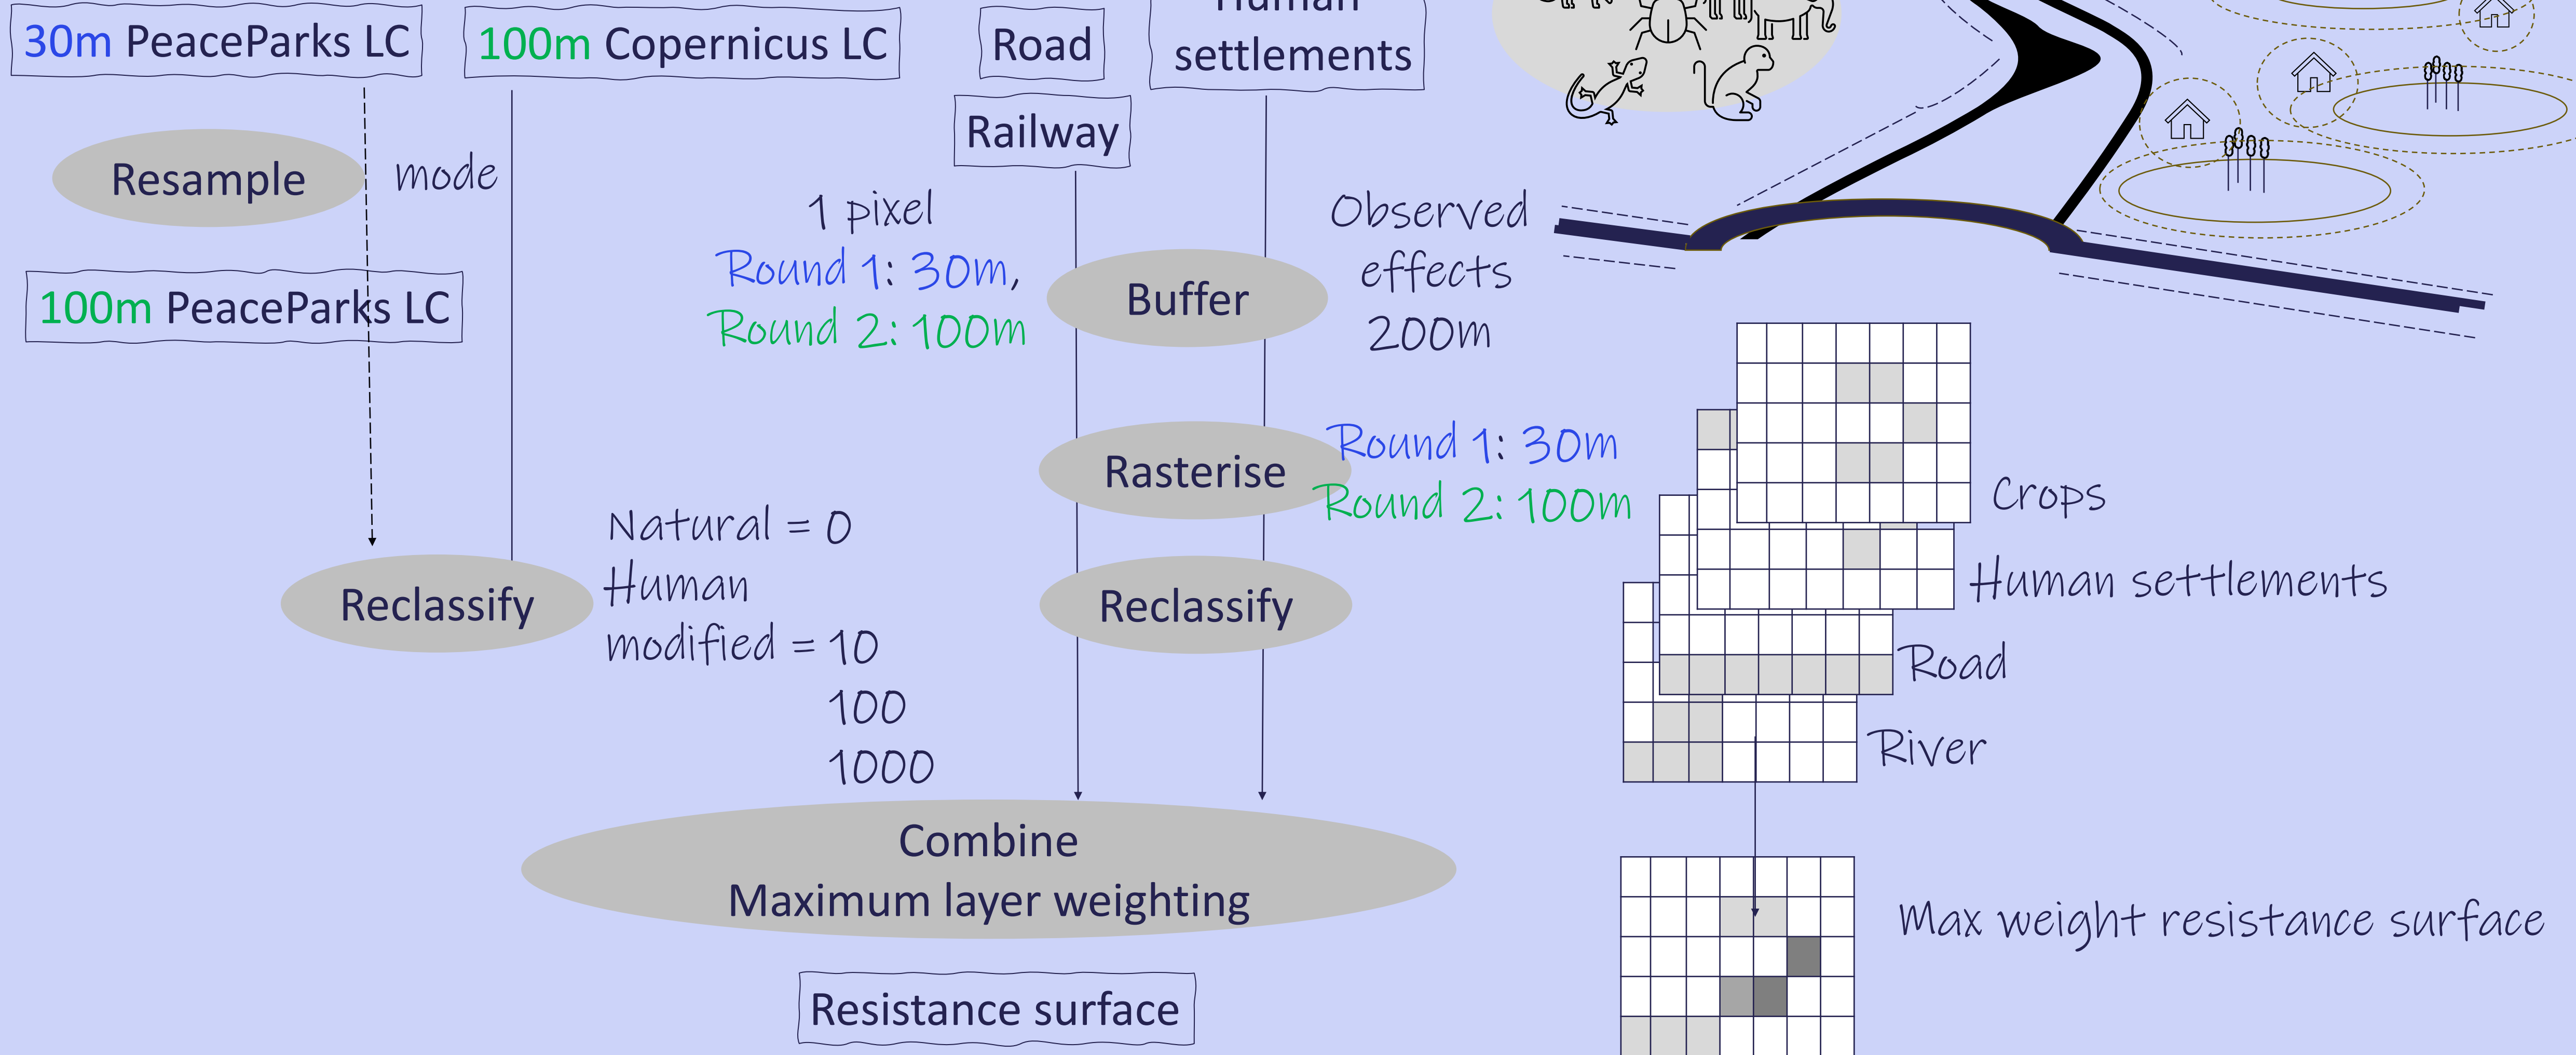 30m PeaceParks LC
100m Copernicus LC
Road
Human
settlements
Railway
Resample
mode
1 pixel
Round 1: 30m,
Round 2: 100m
Buffer
Observed
effects
200m
100m PeaceParks LC
Rasterise
Round 1: 30m
Round 2: 100m
Natural = 0
Human
modified = 10
100
1000
Reclassify
Reclassify
Combine
Maximum layer weighting
Resistance surface
Crops
Human settlements
Road
River
Max weight resistance surface